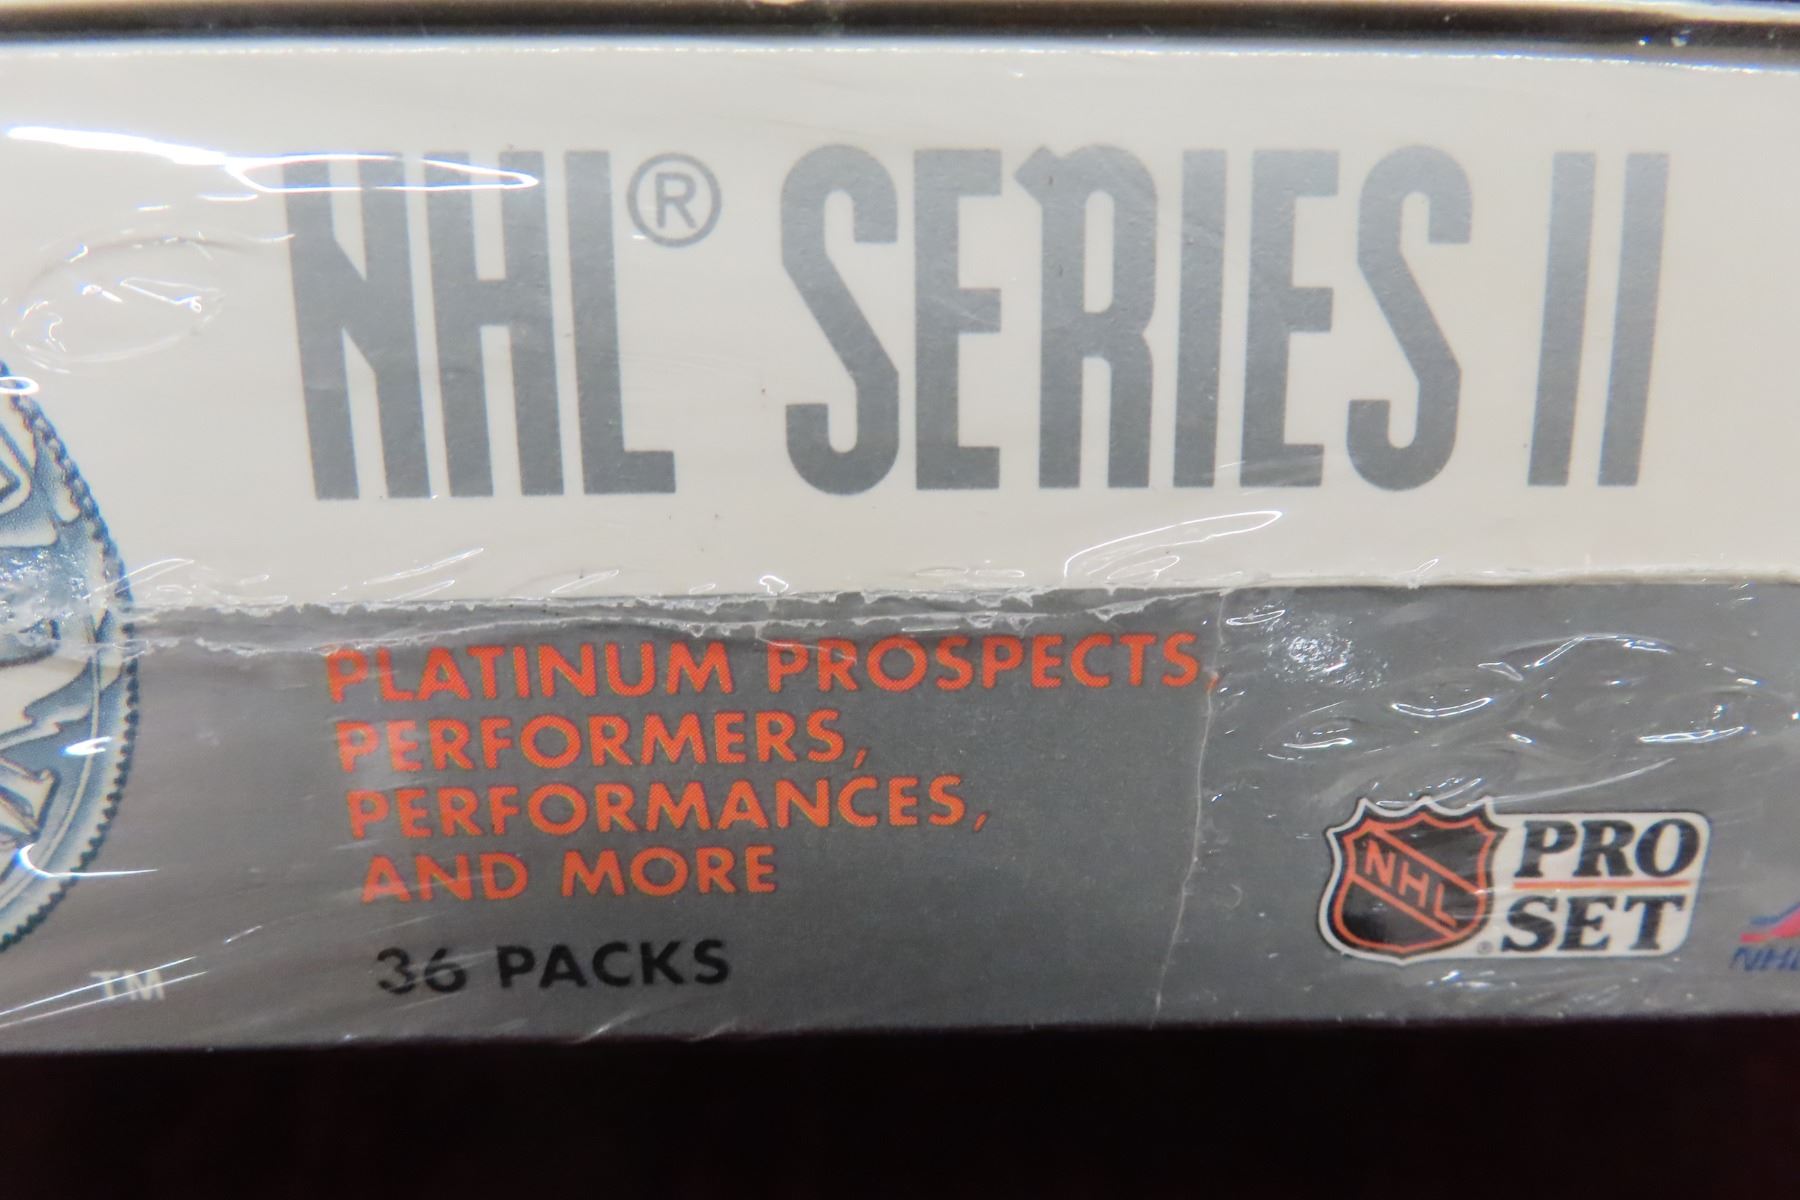 NHL® SERIES II
PLATINUM PROSPECTS,
PERFORMERS,
PERFORMANCES,
AND MORE
36 PACKS
TM
NHL
PRO
SET
®